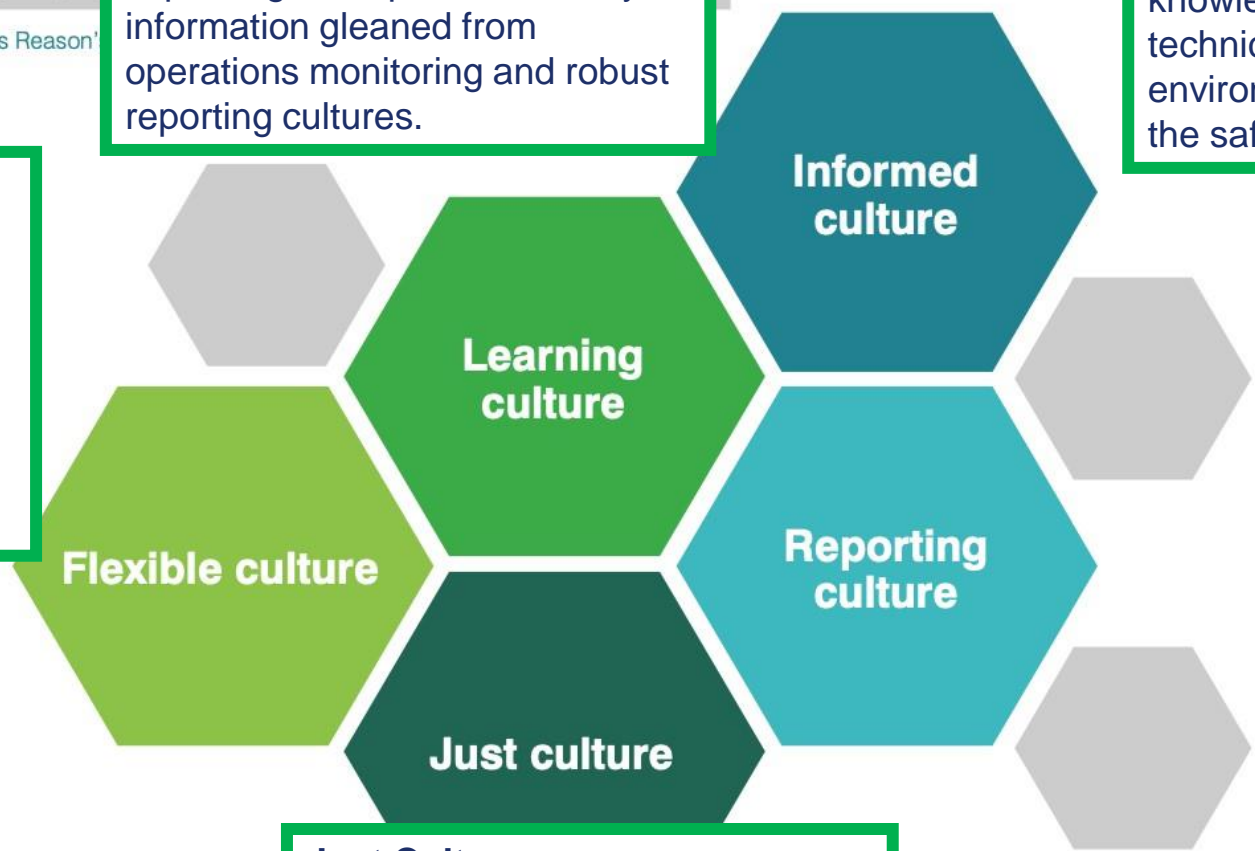 s Reason'
information gleaned from
operations monitoring and robust
reporting cultures.
technic
environ
the saf
Informed
culture
Learning
culture
Flexible culture
Reporting
culture
Just culture